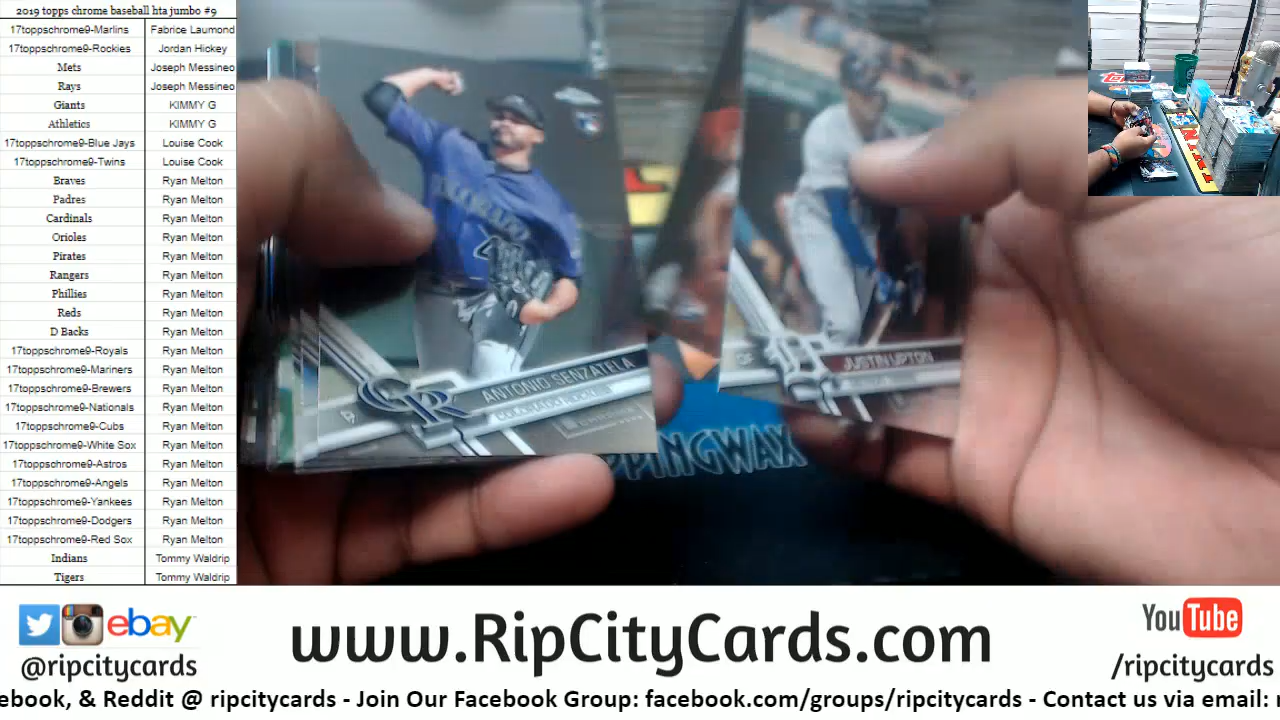 2019 topps chrome baseball hta jumbo #9
17toppschrome9-Marlins Fabrice Laumond
17toppschrome9-Rockies Jordan Hickey
Mets Joseph Messineo
Rays Joseph Messineo
Giants KIMMY G
Athletics KIMMY G
17toppschrome9-Blue Jays Louise Cook
17toppschrome9-Twins Louise Cook
Braves Ryan Melton
Padres Ryan Melton
Cardinals Ryan Melton
Orioles Ryan Melton
Pirates Ryan Melton
Rangers Ryan Melton
Phillies Ryan Melton
Reds Ryan Melton
D Backs Ryan Melton
17toppschrome9-Royals Ryan Melton
17toppschrome9-Mariners Ryan Melton
17toppschrome9-Brewers Ryan Melton
17toppschrome9-Nationals Ryan Melton
17toppschrome9-Cubs Ryan Melton
17toppschrome9-White Sox Ryan Melton
17toppschrome9-Astros Ryan Melton
17toppschrome9-Angels Ryan Melton
17toppschrome9-Yankees Ryan Melton
17toppschrome9-Dodgers Ryan Melton
17toppschrome9-Red Sox Ryan Melton
Indians Tommy Waldrip
Tigers Tommy Waldrip
CR ANTONIO SENZATELA
JUSTIN UPTON
PPINGWAX
ebay
@ripcitycards
www.RipCityCards.com
YouTube
/ripcitycards
ebook, & Reddit @ ripcitycards - Join Our Facebook Group: facebook.com/groups/ripcitycards - Contact us via email: